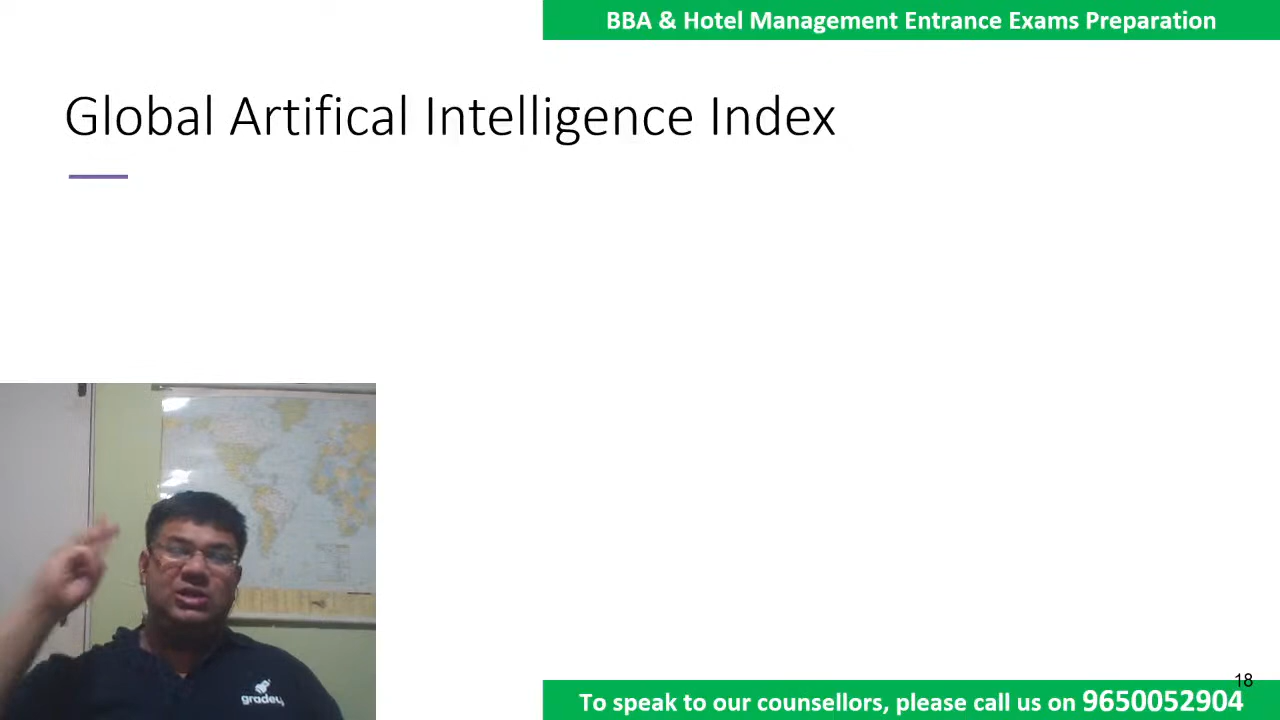 BBA & Hotel Management Entrance Exams Preparation
Global Artifical Intelligence Index
gradeup
18
To speak to our counsellors, please call us on 9650052904